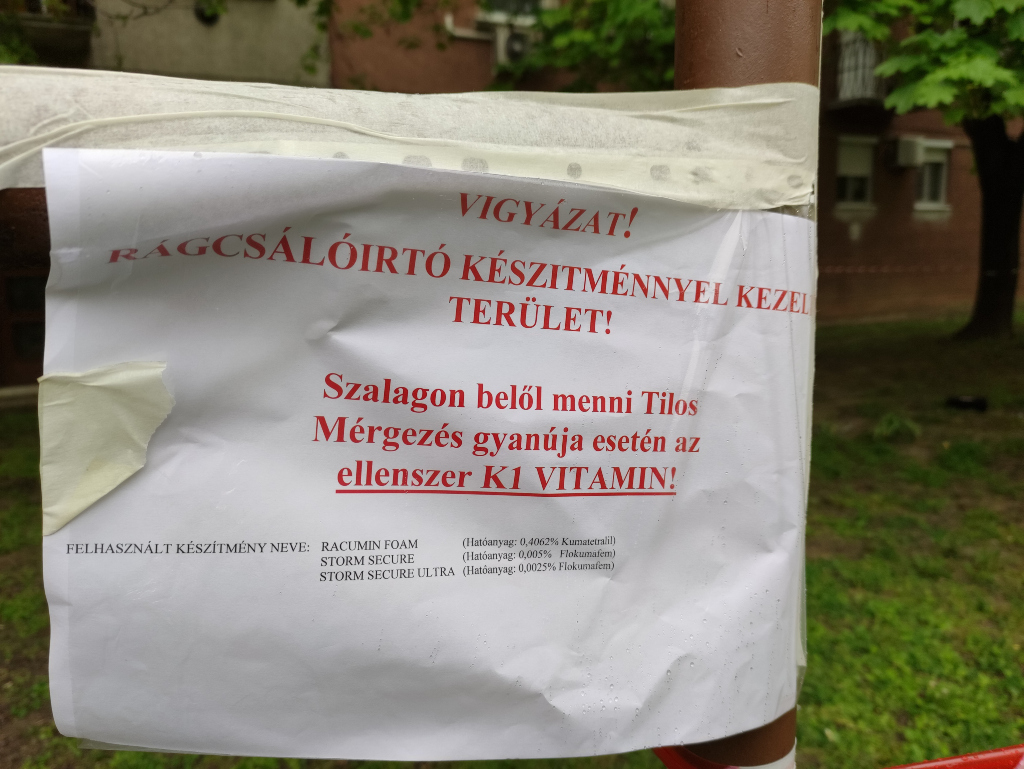 VIGYÁZAT!
RÁGCSÁLÓIRTÓ KÉSZITMÉNNYEL KEZEL
TERÜLET!
Szalagon belől menni Tilos
Mérgezés gyanúja esetén az
ellenszer K1 VITAMIN!
FELHASZNÁLT KÉSZÍTMÉNY NEVE: RACUMIN FOAM (Hatóanyag: 0,4062% Kumatetralil)
STORM SECURE (Hatóanyag: 0,005% Flokumafem)
STORM SECURE ULTRA (Hatóanyag: 0,0025% Flokumafem)